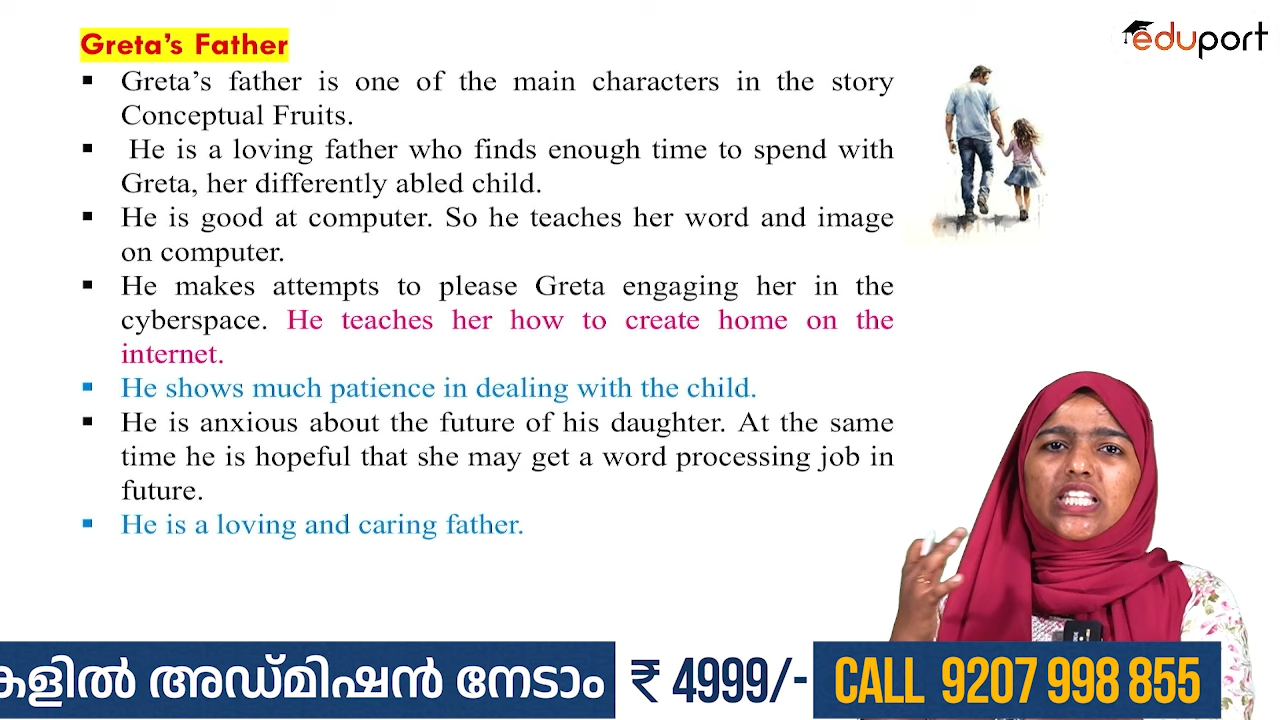 Greta's Father
eduport
▪ Greta's father is one of the main characters in the story
Conceptual Fruits.
▪ He is a loving father who finds enough time to spend with
Greta, her differently abled child.
▪ He is good at computer. So he teaches her word and image
on computer.
▪ He makes attempts to please Greta engaging her in the
cyberspace. He teaches her how to create home on the
internet.
▪ He shows much patience in dealing with the child.
▪ He is anxious about the future of his daughter. At the same
time he is hopeful that she may get a word processing job in
future.
▪ He is a loving and caring father.
കളിൽ അഡ്മിഷൻ നേടാം ₹ 4999/- CALL 9207 998 855